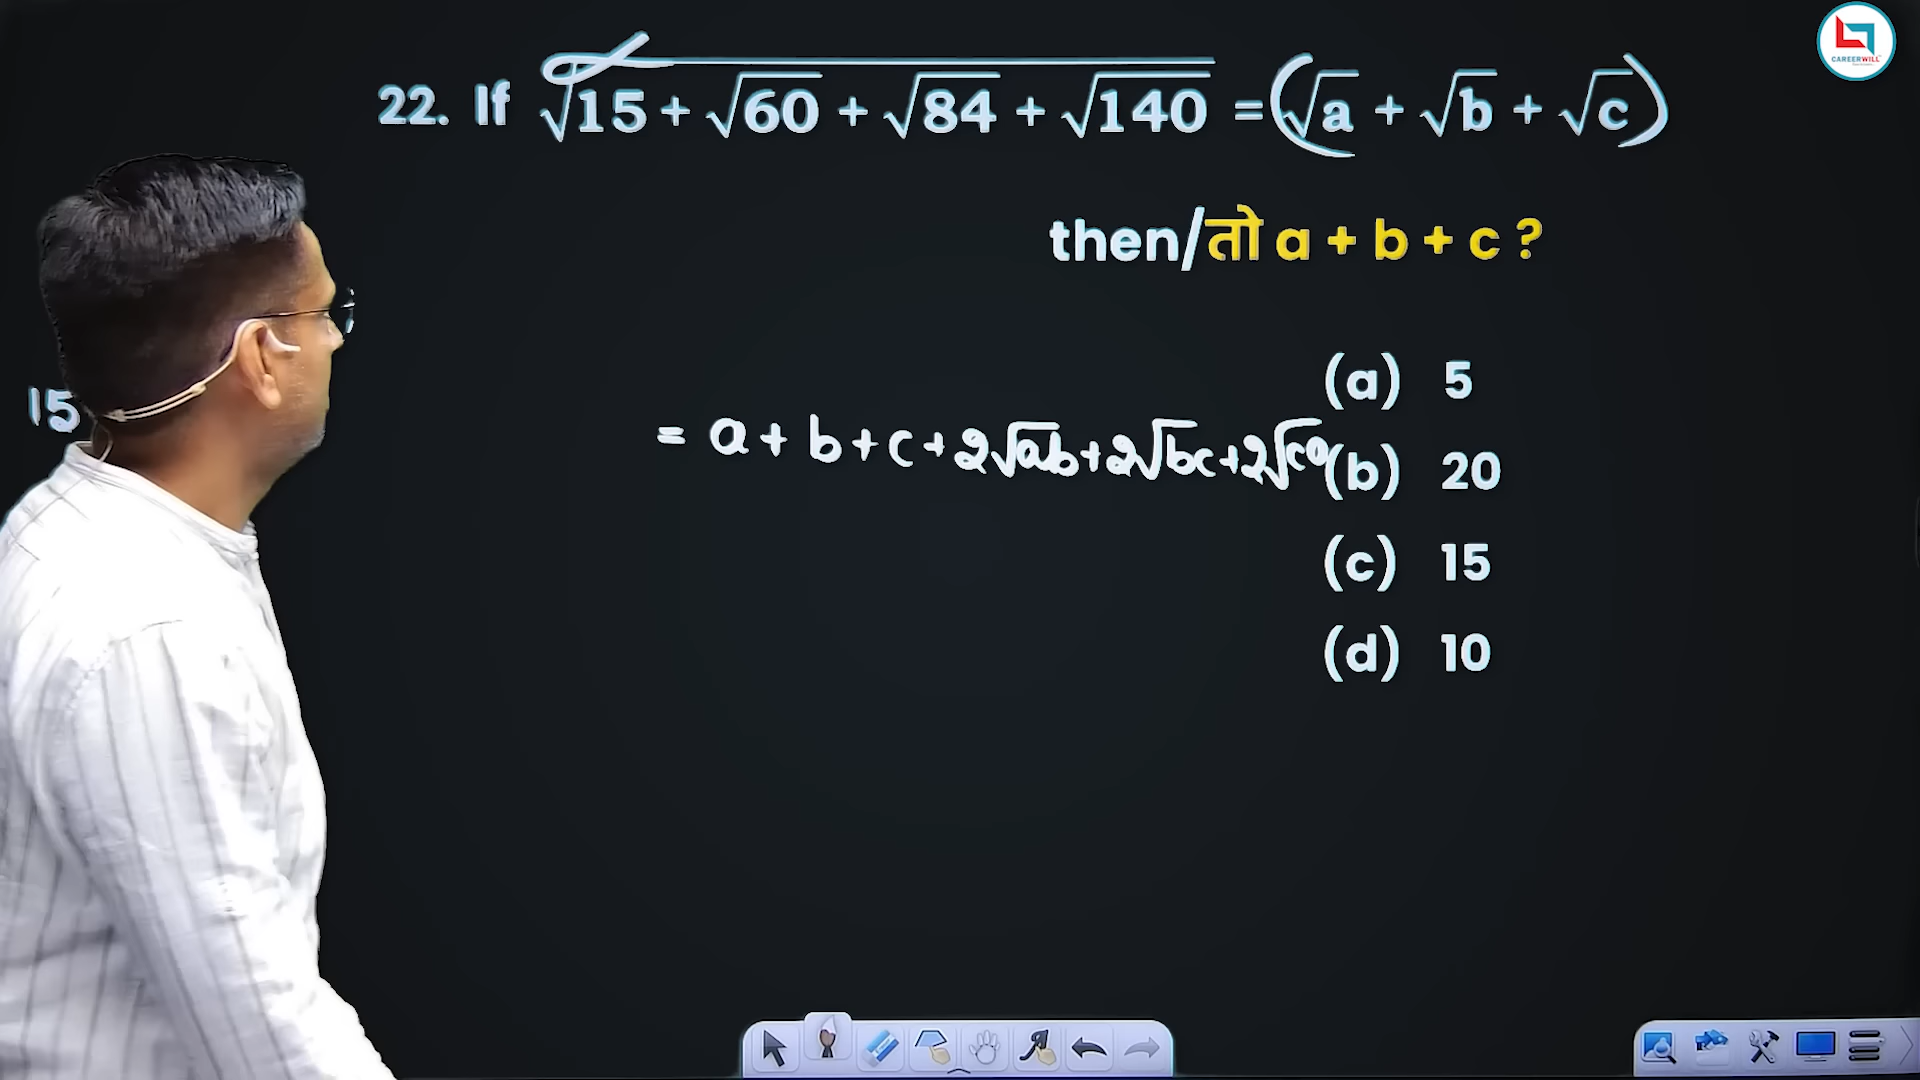 CAREERWILL
22. If √15 + √60 + √84 + √140 = (√a + √b + √c)
then/तो a + b + c ?
(a) 5
15
= a + b + c + 2√ab + 2√bc + 2√ca
(b) 20
(c) 15
(d) 10